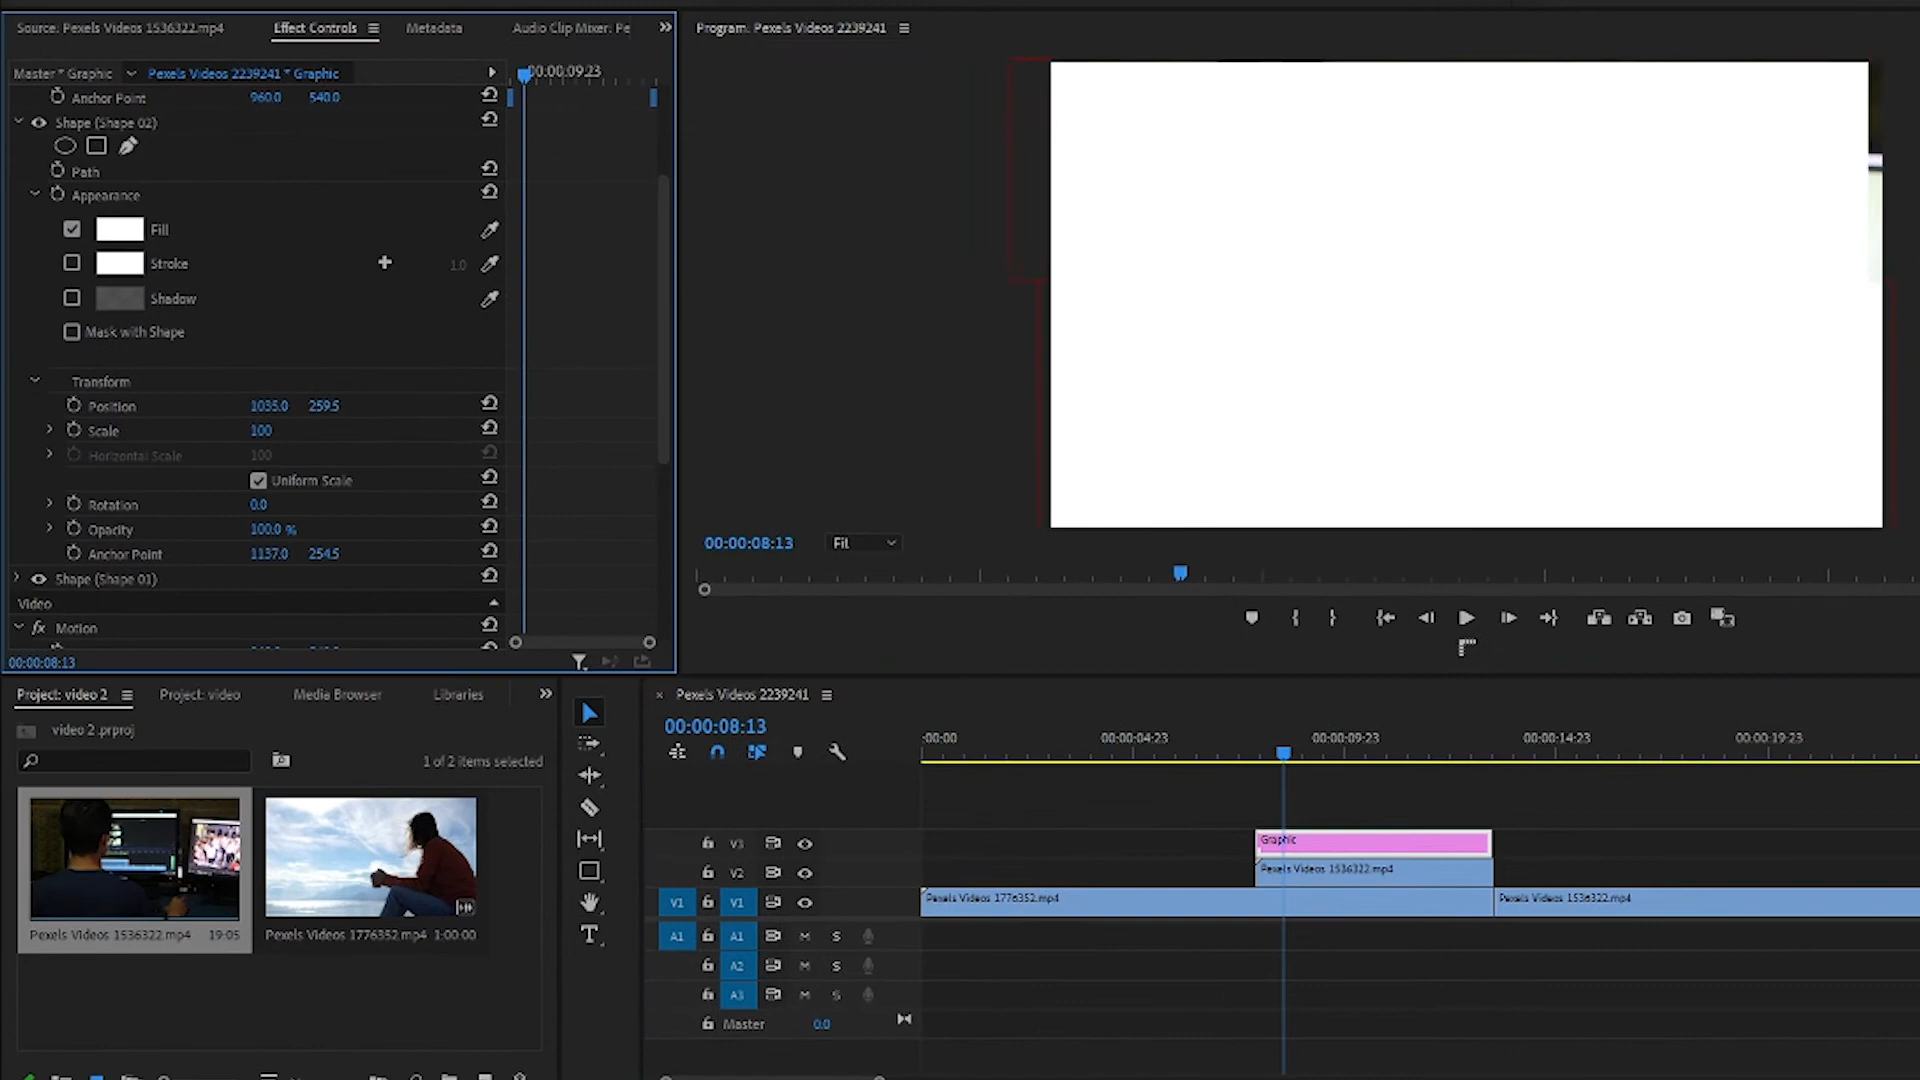 Source: Pexels Videos 1536322.mp4
Effect Controls
Metadata
Audio Clip Mixer: Pe
Program: Pexels Videos 2239241
Master * Graphic
Pexels Videos 2239241 * Graphic
00:00:09:23
Anchor Point 960.0 540.0
Shape (Shape 02)
Path
Appearance
Fill
Stroke 1.0
Shadow
Mask with Shape
Transform
Position 1035.0 259.5
Scale 100
Horizontal Scale 100
Uniform Scale
Rotation 0.0
Opacity 100.0 %
Anchor Point 1137.0 254.5
Shape (Shape 01)
Video
fx Motion
00:00:08:13
00:00:08:13
Fit
Project: video 2
Project: video
Media Browser
Libraries
video 2.prproj
1 of 2 items selected
Pexels Videos 1536322.mp4 19:05
Pexels Videos 1776352.mp4 1:00:00
T
Pexels Videos 2239241
00:00:08:13
:00:00
00:00:04:23
00:00:09:23
00:00:14:23
00:00:19:23
V3
Graphic
V2
Pexels Videos 1536322.mp4
V1 V1
Pexels Videos 1776352.mp4
Pexels Videos 1536322.mp4
A1 A1 M S
A2 M S
A3 M S
Master 0.0